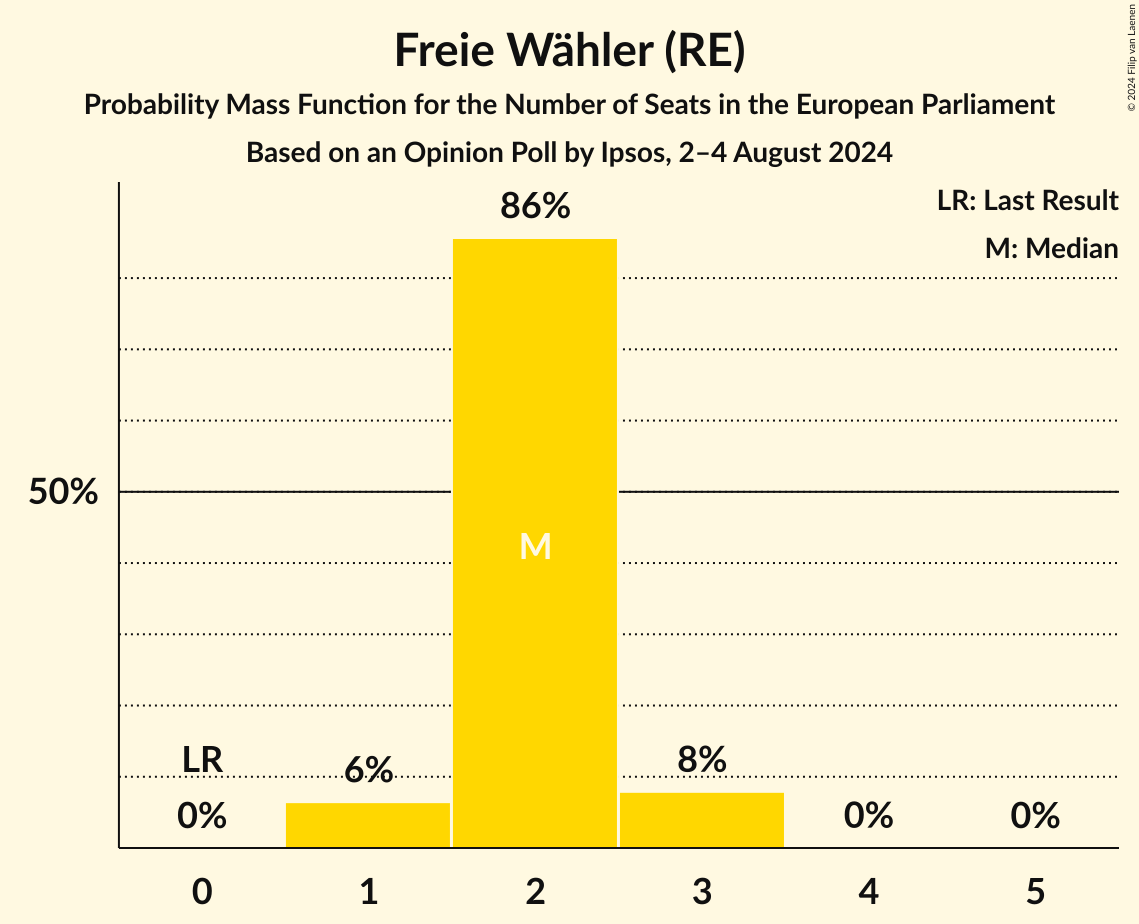 Freie Wähler (RE)
Probability Mass Function for the Number of Seats in the European Parliament
Based on an Opinion Poll by Ipsos, 2–4 August 2024
© 2024 Filip van Laenen
LR: Last Result
M: Median
86%
50%
M
LR
0%
6%
8%
0%
0%
0 1 2 3 4 5